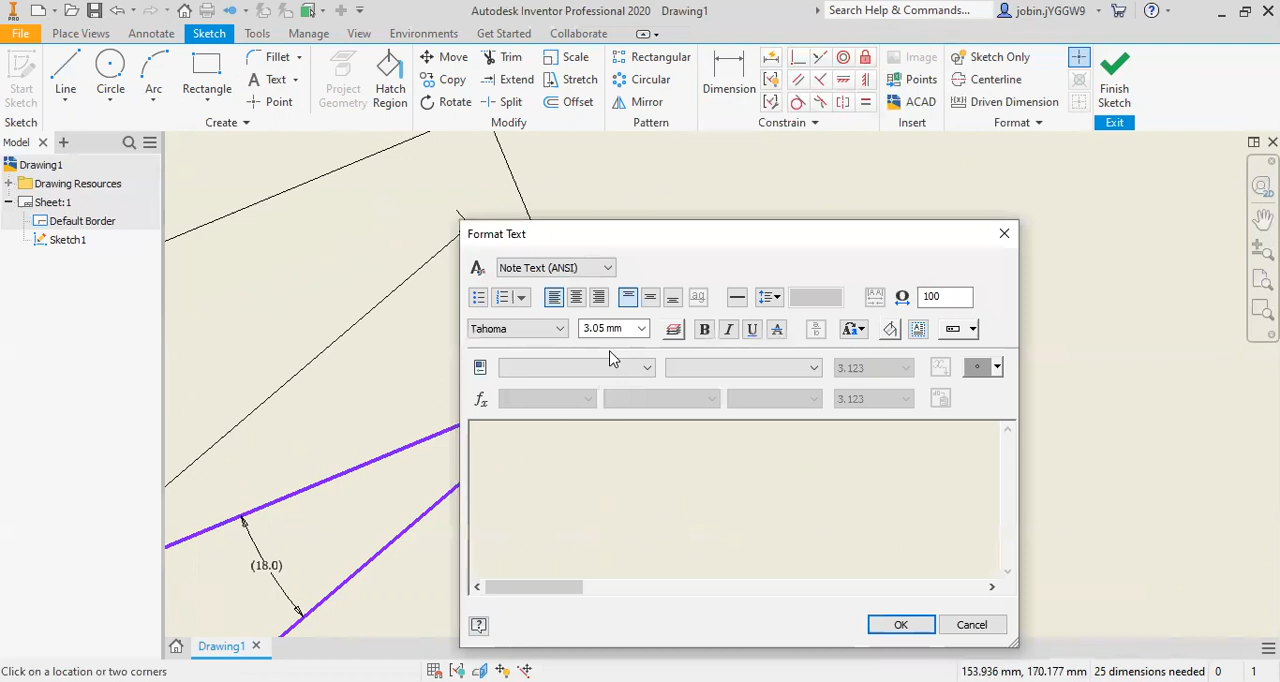 Autodesk Inventor Professional 2020 Drawing1
Search Help & Commands...
jobin.jYGGW9
PRO
File Place Views Annotate Sketch Tools Manage View Environments Get Started Collaborate
Start Sketch
Line
Circle
Arc
Rectangle
Fillet
Text
Point
Project Geometry
Hatch Region
Move
Copy
Rotate
Trim
Extend
Split
Scale
Stretch
Offset
Rectangular
Circular
Mirror
Dimension
Image
Points
ACAD
Sketch Only
Centerline
Driven Dimension
Finish Sketch
Sketch Create Modify Pattern Constrain Insert Format Exit
Model
Drawing1
Drawing Resources
Sheet:1
Default Border
Sketch1
2D
Format Text
Note Text (ANSI)
100
Tahoma
3.05 mm
B I U A
3.123
fx
3.123
(18.0)
OK
Cancel
Drawing1
Click on a location or two corners
153.936 mm, 170.177 mm 25 dimensions needed 0 1